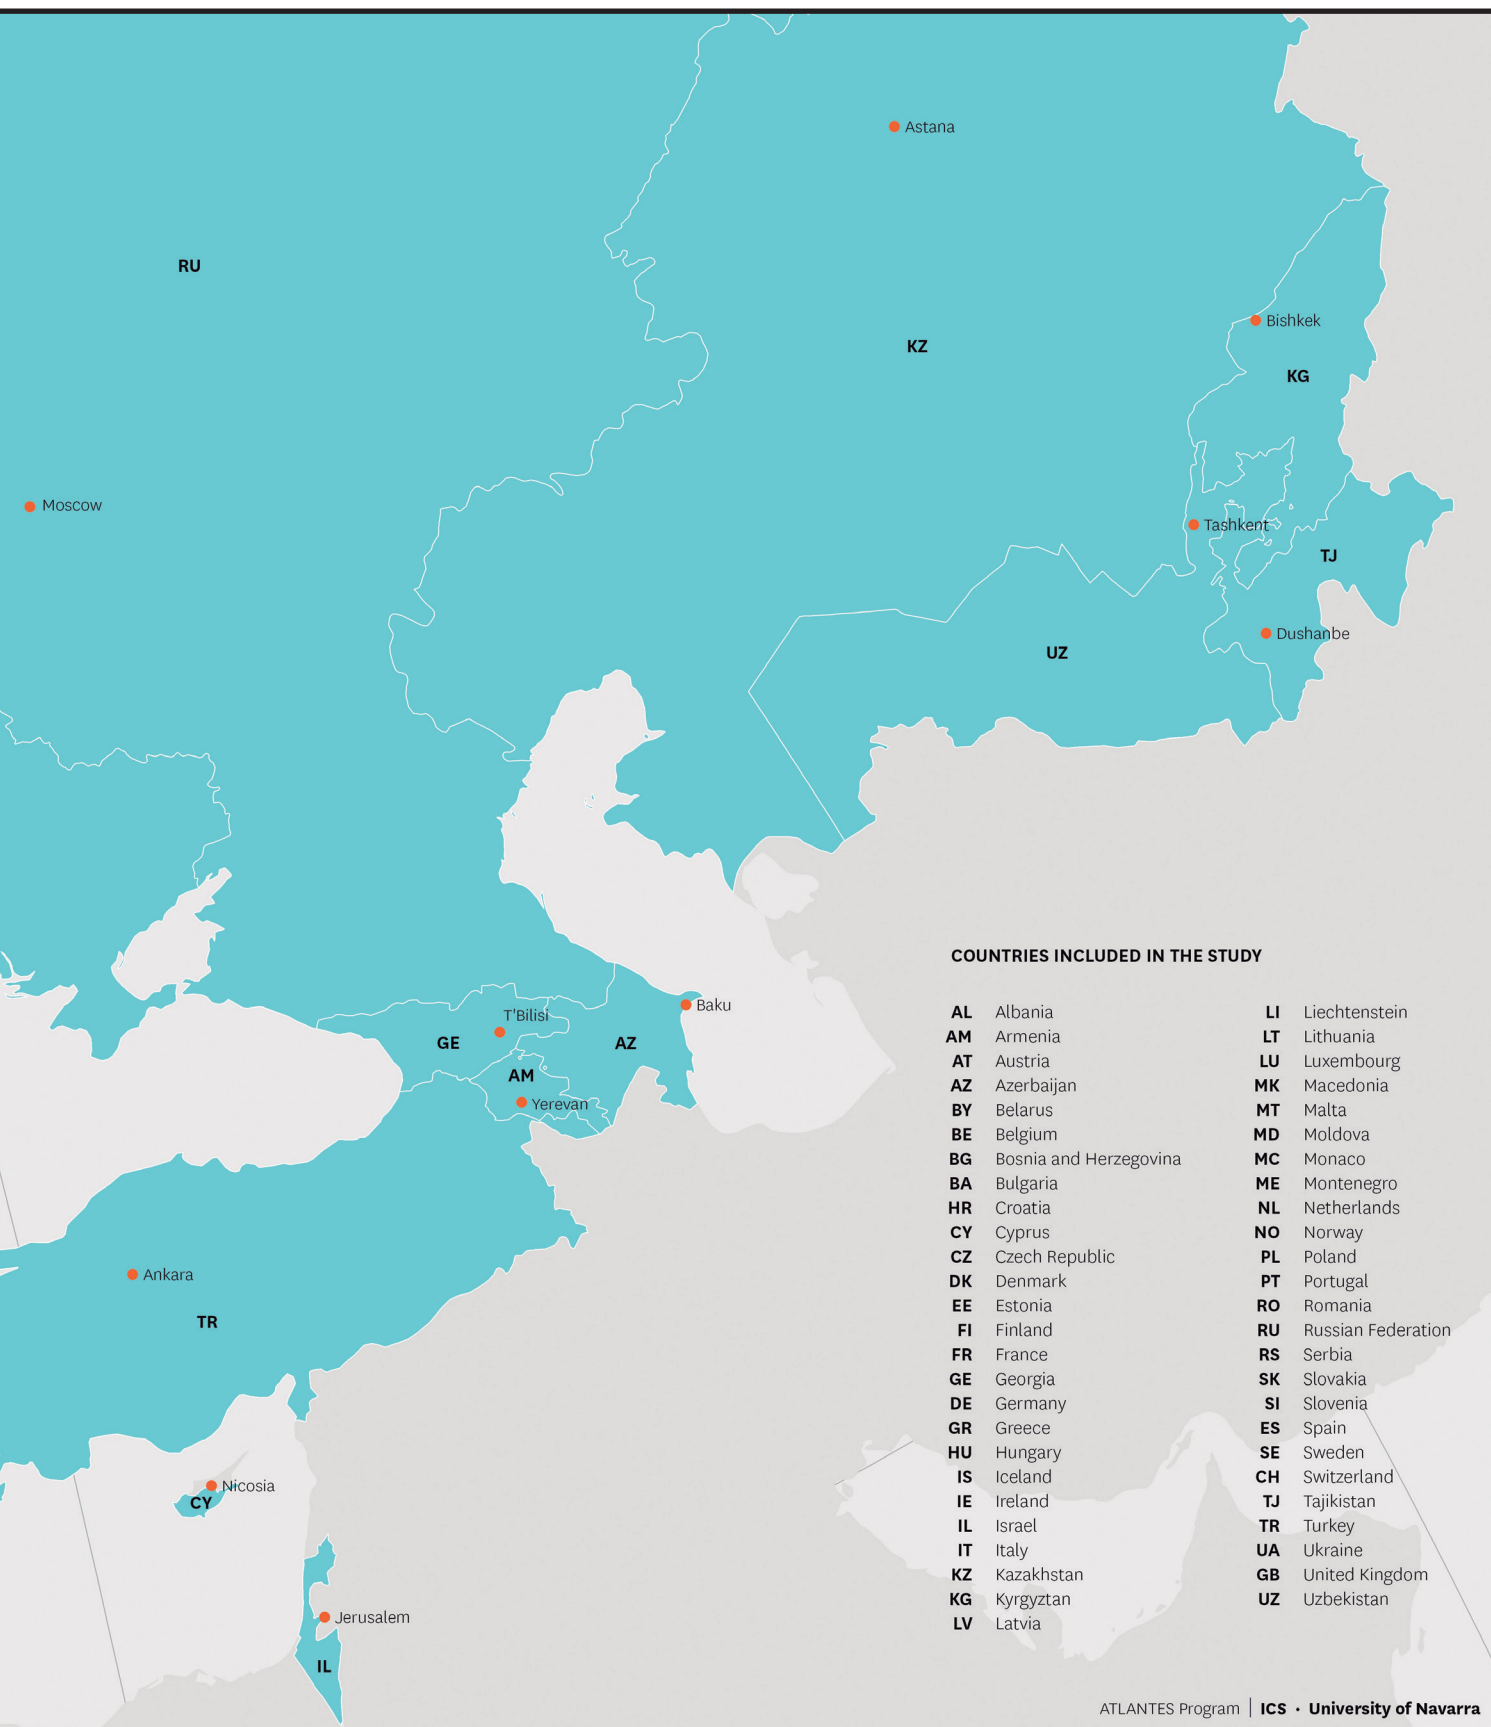 Astana
RU
Bishkek
KZ
KG
Moscow
Tashkent
TJ
Dushanbe
UZ
Baku
T'Bilisi
GE
AZ
AM
Yerevan
Ankara
TR
Nicosia
CY
Jerusalem
IL
COUNTRIES INCLUDED IN THE STUDY
AL Albania
AM Armenia
AT Austria
AZ Azerbaijan
BY Belarus
BE Belgium
BG Bosnia and Herzegovina
BA Bulgaria
HR Croatia
CY Cyprus
CZ Czech Republic
DK Denmark
EE Estonia
FI Finland
FR France
GE Georgia
DE Germany
GR Greece
HU Hungary
IS Iceland
IE Ireland
IL Israel
IT Italy
KZ Kazakhstan
KG Kyrgyztan
LV Latvia
LI Liechtenstein
LT Lithuania
LU Luxembourg
MK Macedonia
MT Malta
MD Moldova
MC Monaco
ME Montenegro
NL Netherlands
NO Norway
PL Poland
PT Portugal
RO Romania
RU Russian Federation
RS Serbia
SK Slovakia
SI Slovenia
ES Spain
SE Sweden
CH Switzerland
TJ Tajikistan
TR Turkey
UA Ukraine
GB United Kingdom
UZ Uzbekistan
ATLANTES Program | ICS · University of Navarra